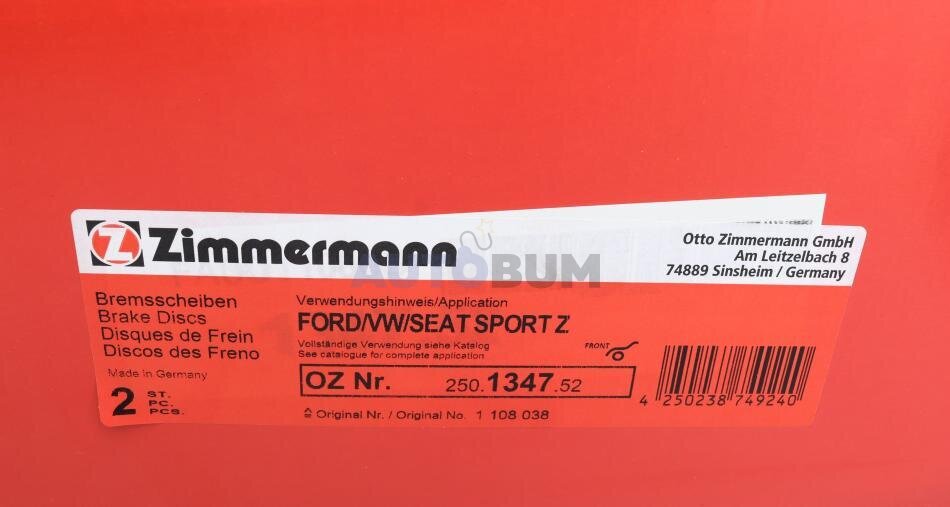 Z Zimmermann
Otto Zimmermann GmbH
Am Leitzelbach 8
74889 Sinsheim / Germany
AUTOBUM
Bremsscheiben
Brake Discs
Disques de Frein
Discos des Freno
Made in Germany
2 ST.
PC.
PCS.
Verwendungshinweis/Application
FORD/VW/SEAT SPORT Z'
Vollständige Verwendung siehe Katalog
See catalogue for complete application
FRONT
OZ Nr. 250.1347.52
≙ Original Nr. / Original No. 1 108 038
4 250238 749240